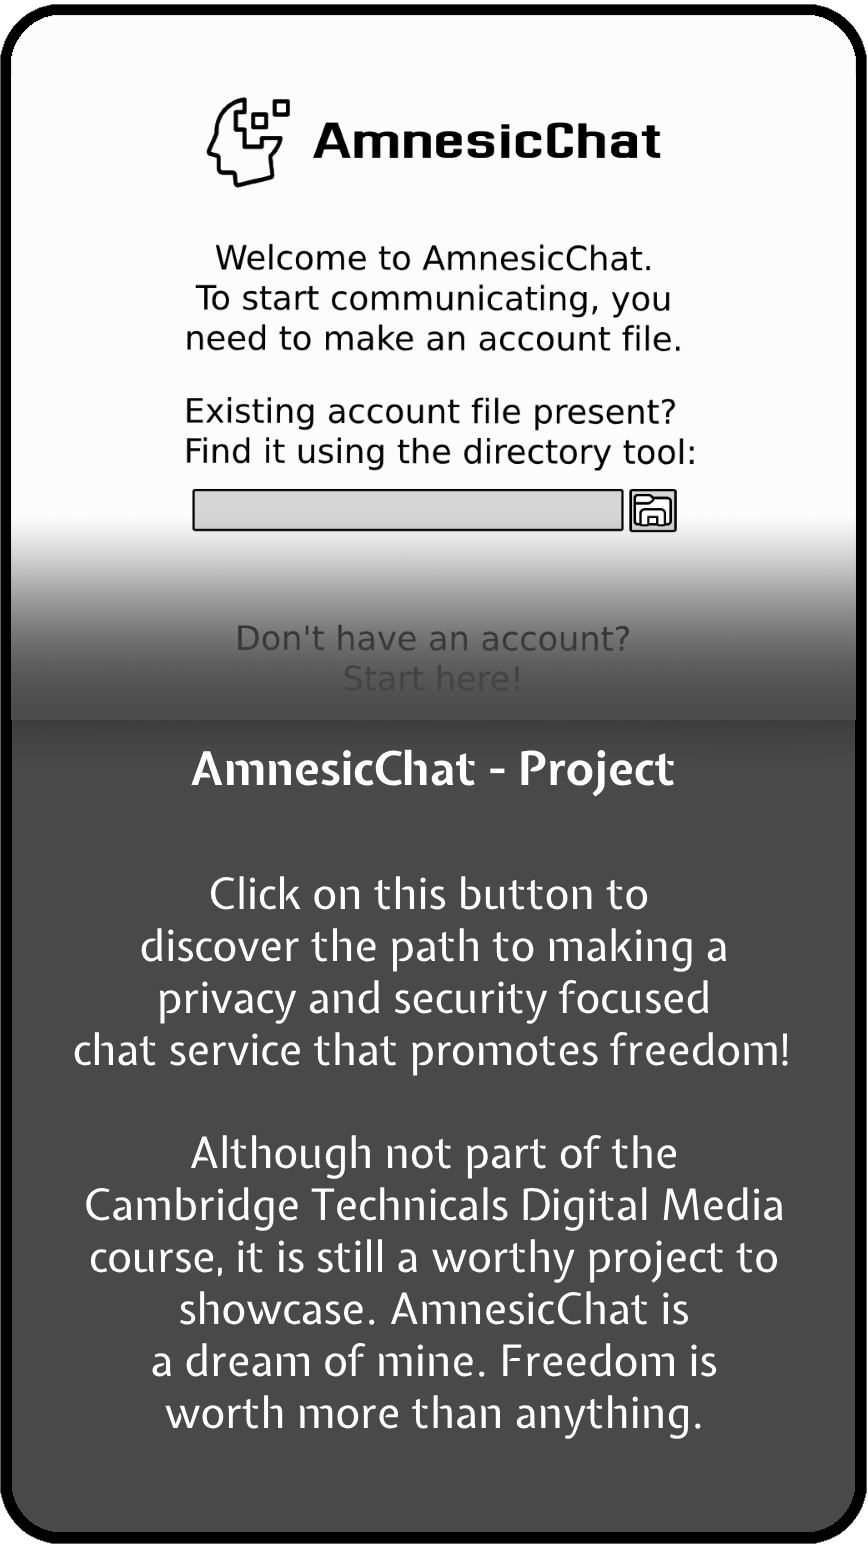 AmnesicChat
Welcome to AmnesicChat.
To start communicating, you
need to make an account file.
Existing account file present?
Find it using the directory tool:
Don't have an account?
Start here!
AmnesicChat - Project
Click on this button to
discover the path to making a
privacy and security focused
chat service that promotes freedom!
Although not part of the
Cambridge Technicals Digital Media
course, it is still a worthy project to
showcase. AmnesicChat is
a dream of mine. Freedom is
worth more than anything.